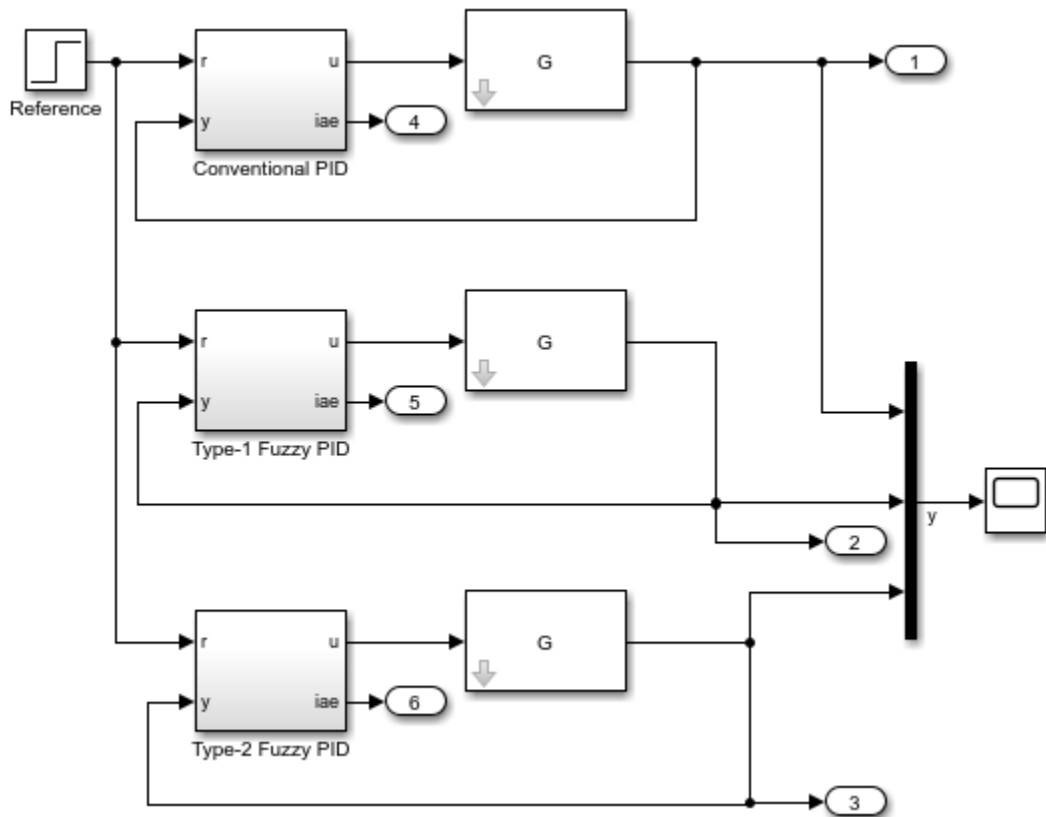 Reference
r
u
y
iae
Conventional PID
G
4
1
r
u
y
iae
Type-1 Fuzzy PID
G
5
2
y
r
u
y
iae
Type-2 Fuzzy PID
G
6
3